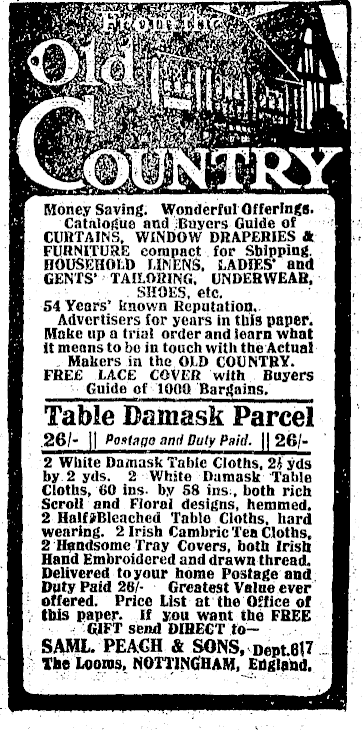 From the
Old
COUNTRY
Money Saving. Wonderful Offerings.
Catalogue and Buyers Guide of
CURTAINS, WINDOW DRAPERIES &
FURNITURE compact for Shipping.
HOUSEHOLD LINENS, LADIES' and
GENTS' TAILORING, UNDERWEAR,
SHOES, etc.
54 Years' known Reputation.
Advertisers for years in this paper.
Make up a trial order and learn what
it means to be in touch with the Actual
Makers in the OLD COUNTRY.
FREE LACE COVER with Buyers
Guide of 1000 Bargains.
Table Damask Parcel
26/- || Postage and Duty Paid. || 26/-
2 White Damask Table Cloths, 2½ yds
by 2 yds. 2 White Damask Table
Cloths, 60 ins. by 58 ins., both rich
Scroll and Floral designs, hemmed.
2 Half Bleached Table Cloths, hard
wearing. 2 Irish Cambric Tea Cloths,
2 Handsome Tray Covers, both Irish
Hand Embroidered and drawn thread.
Delivered to your home Postage and
Duty Paid 26/- Greatest Value ever
offered. Price List at the Office of
this paper. If you want the FREE
GIFT send DIRECT to—
SAML. PEACH & SONS, Dept. 617
The Looms, NOTTINGHAM, England.